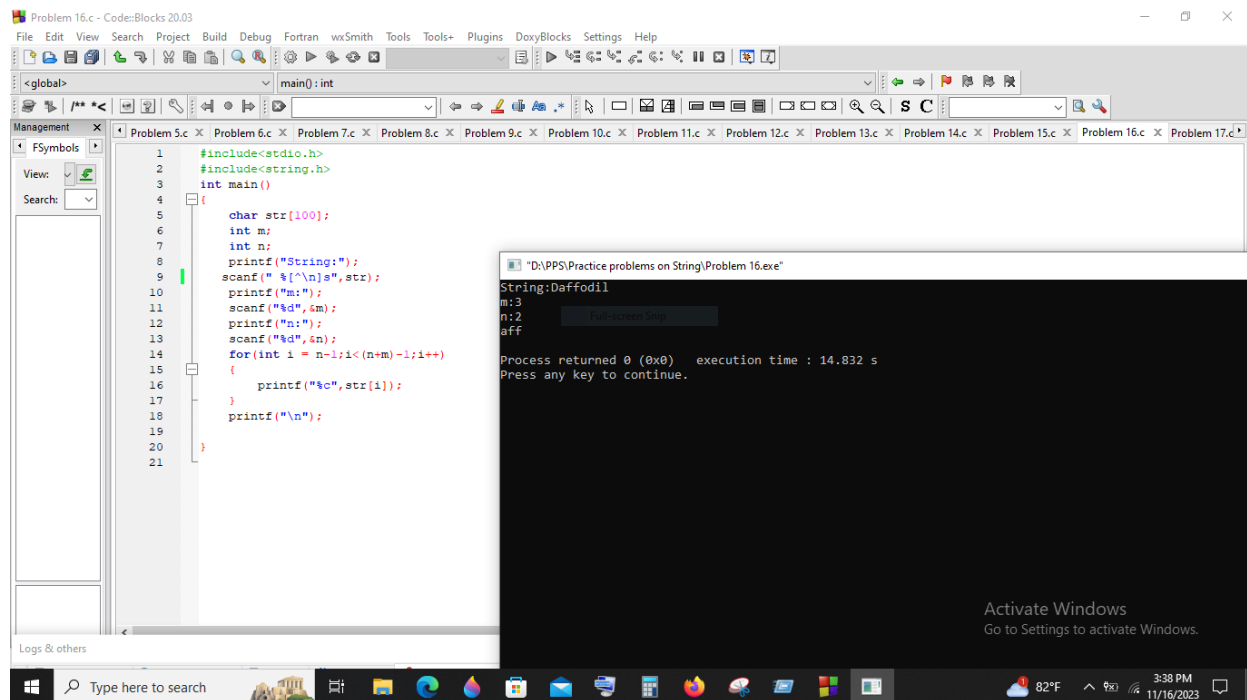 Problem 16.c - Code::Blocks 20.03
File Edit View Search Project Build Debug Fortran wxSmith Tools Tools+ Plugins DoxyBlocks Settings Help
<global> main() : int
/** *< Aa .* S C
Management X
Problem 5.c X Problem 6.c X Problem 7.c X Problem 8.c X Problem 9.c X Problem 10.c X Problem 11.c X Problem 12.c X Problem 13.c X Problem 14.c X Problem 15.c X Problem 16.c X Problem 17.c
FSymbols
View:
Search:
1 #include<stdio.h>
2 #include<string.h>
3 int main()
4 {
5 char str[100];
6 int m;
7 int n;
8 printf("String:");
9 scanf(" %[^\n]s",str);
10 printf("m:");
11 scanf("%d",&m);
12 printf("n:");
13 scanf("%d",&n);
14 for(int i = n-1;i<(n+m)-1;i++)
15 {
16 printf("%c",str[i]);
17 }
18 printf("\n");
19
20 }
21
"D:\PPS\Practice problems on String\Problem 16.exe"
String:Daffodil
m:3
n:2
Full-screen Snip
aff
Process returned 0 (0x0) execution time : 14.832 s
Press any key to continue.
Activate Windows
Go to Settings to activate Windows.
Logs & others
Type here to search
82°F
3:38 PM
11/16/2023